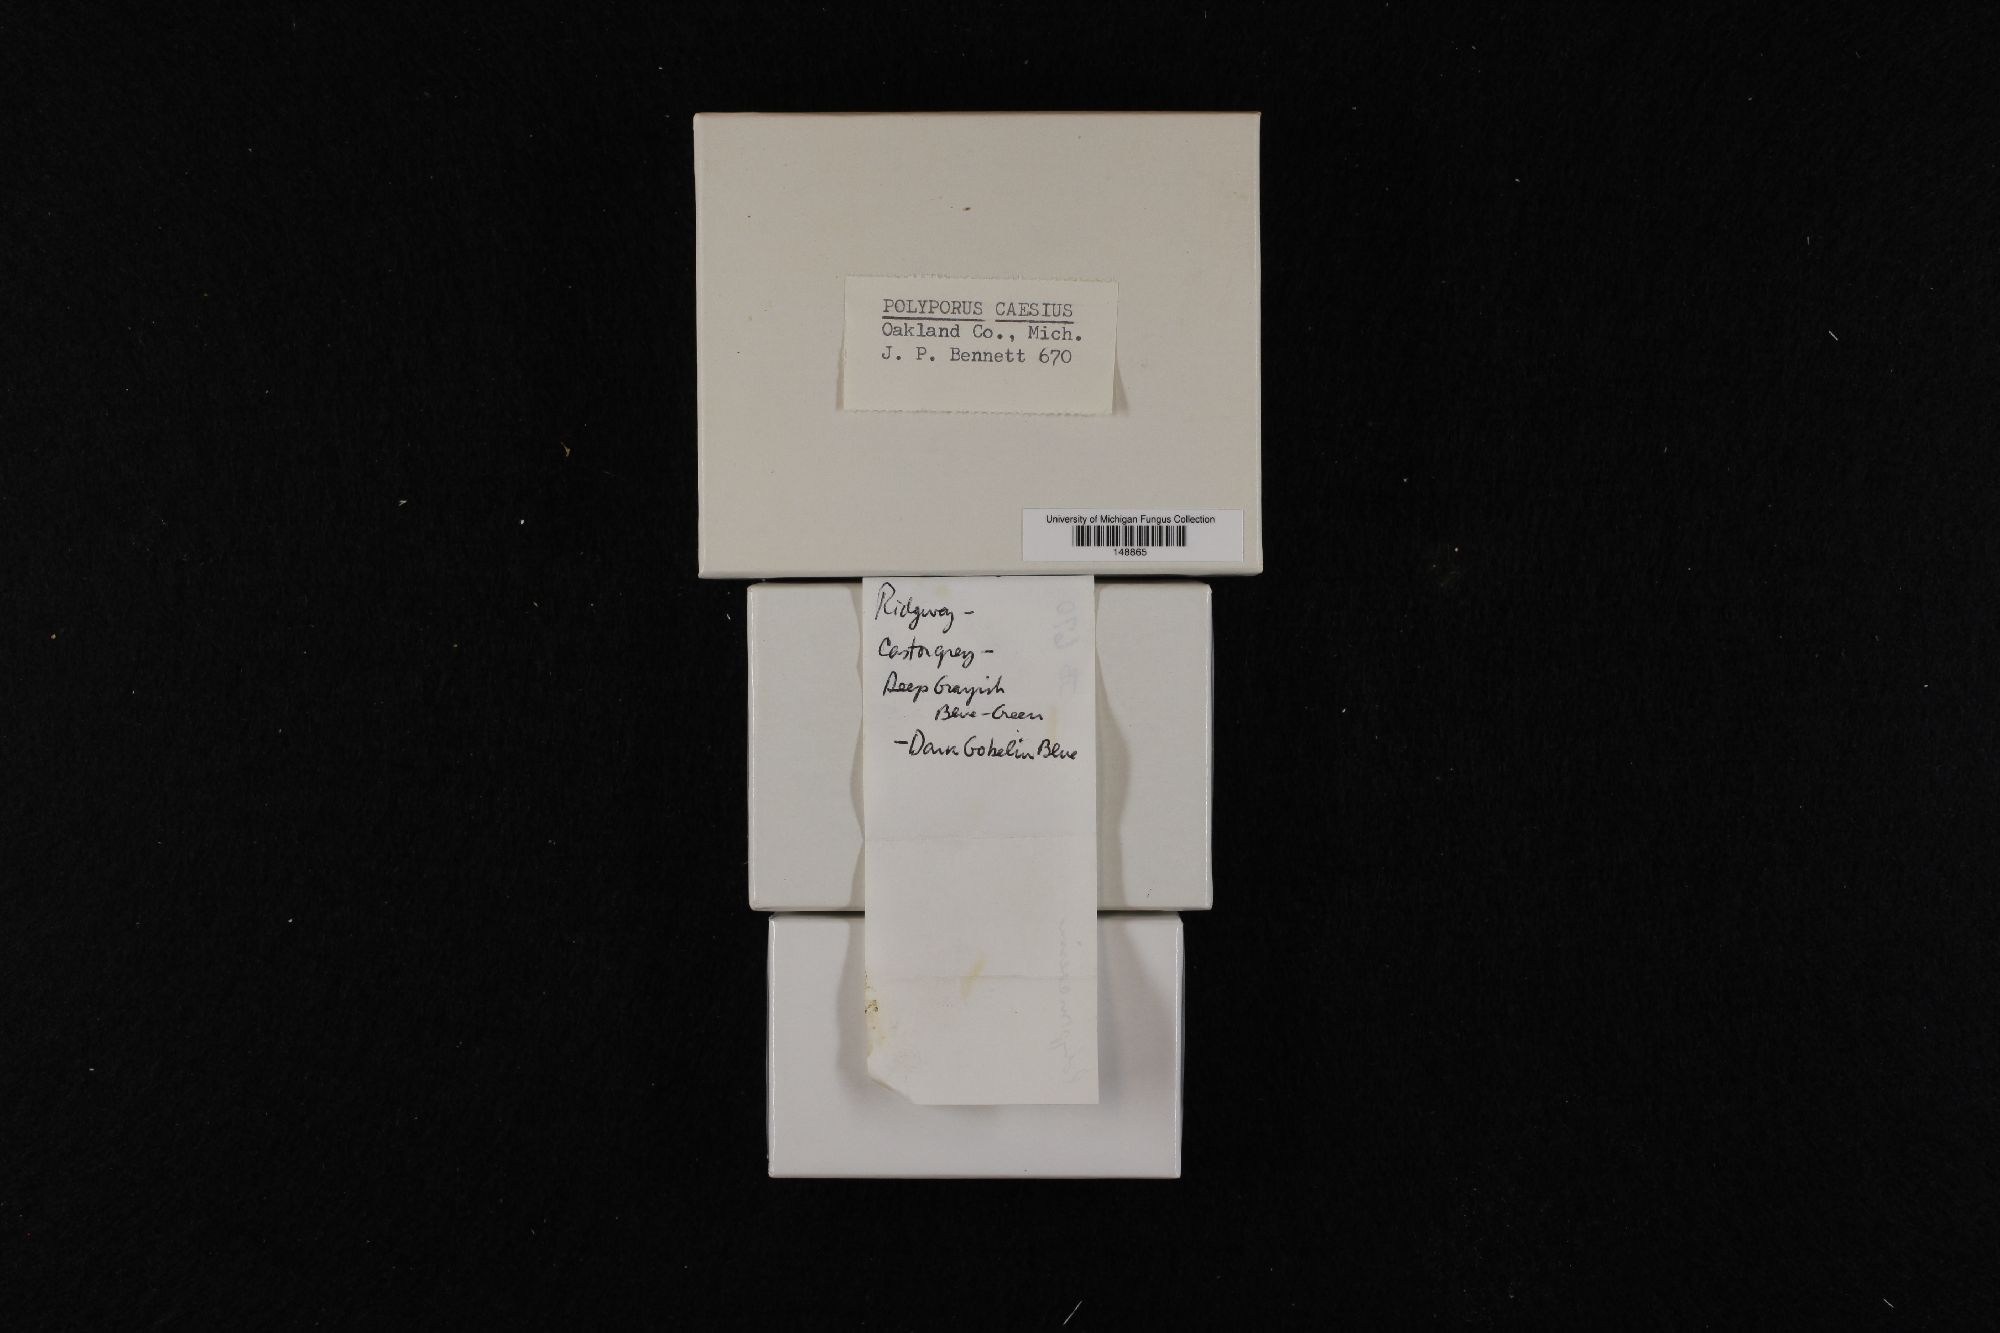 POLYPORUS CAESIUS
Oakland Co., Mich.
J. P. Bennett 670
University of Michigan Fungus Collection
148865
Ridgway -
Castor grey -
Deep Grayish
Blue-Green
- Dark Gobelin Blue
670